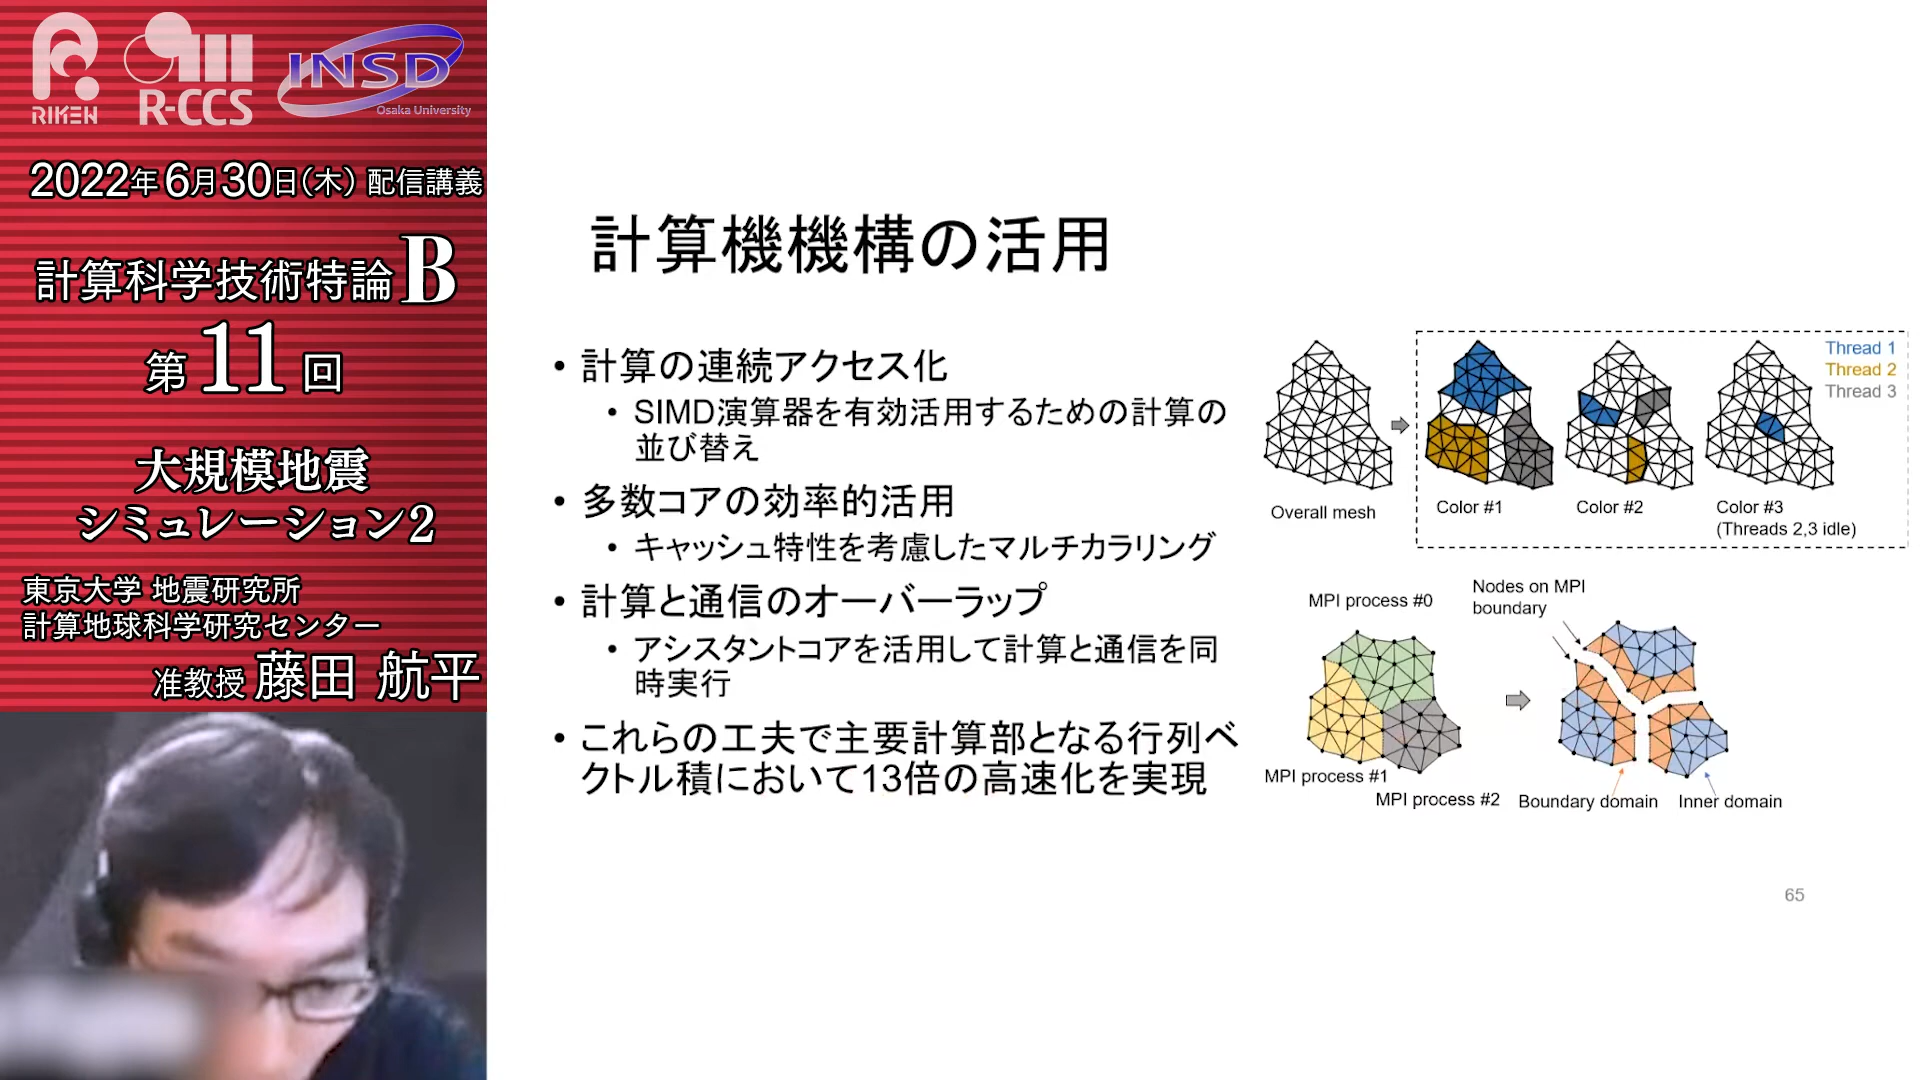 RIKEN
R-CCS
INSD
Osaka University
2022年6月30日(木) 配信講義
計算科学技術特論B
第11回
大規模地震
シミュレーション2
東京大学 地震研究所
計算地球科学研究センター
准教授 藤田 航平
計算機機構の活用
• 計算の連続アクセス化
• SIMD演算器を有効活用するための計算の
並び替え
• 多数コアの効率的活用
• キャッシュ特性を考慮したマルチカラリング
• 計算と通信のオーバーラップ
• アシスタントコアを活用して計算と通信を同
時実行
• これらの工夫で主要計算部となる行列ベ
クトル積において13倍の高速化を実現
Thread 1
Thread 2
Thread 3
Overall mesh
Color #1
Color #2
Color #3
(Threads 2,3 idle)
MPI process #0
Nodes on MPI
boundary
MPI process #1
MPI process #2
Boundary domain
Inner domain
65